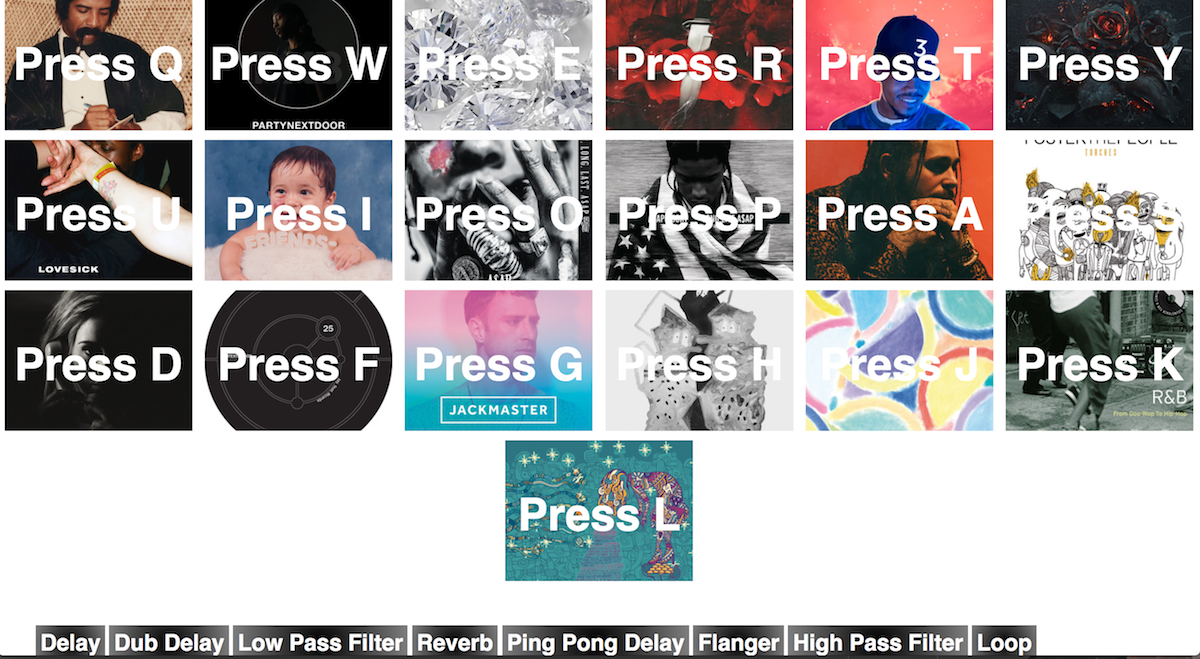 Press Q
Press W
PARTYNEXTDOOR
Press E
Press R
3
Press T
Press Y
Press U
LOVESICK
Press I
FRIENDS
Press O
LONG LAST A$AP
A$AP
Press P
Press A
FOSTER THE PEOPLE
TORCHES
Press S
Press D
25
Press F
Press G
JACKMASTER
Press H
Press J
Press K
R&B
From Doo-Wop To Hip-Hop
Press L
Delay
Dub Delay
Low Pass Filter
Reverb
Ping Pong Delay
Flanger
High Pass Filter
Loop